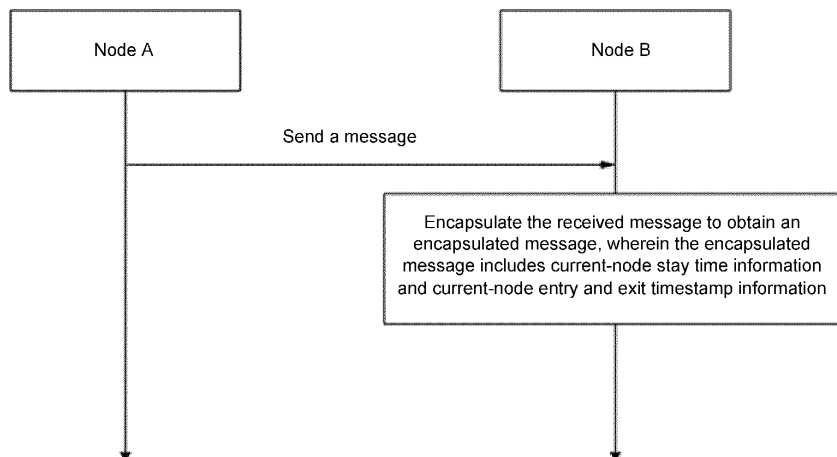 Node A
Node B
Send a message
Encapsulate the received message to obtain an
encapsulated message, wherein the encapsulated
message includes current-node stay time information
and current-node entry and exit timestamp information